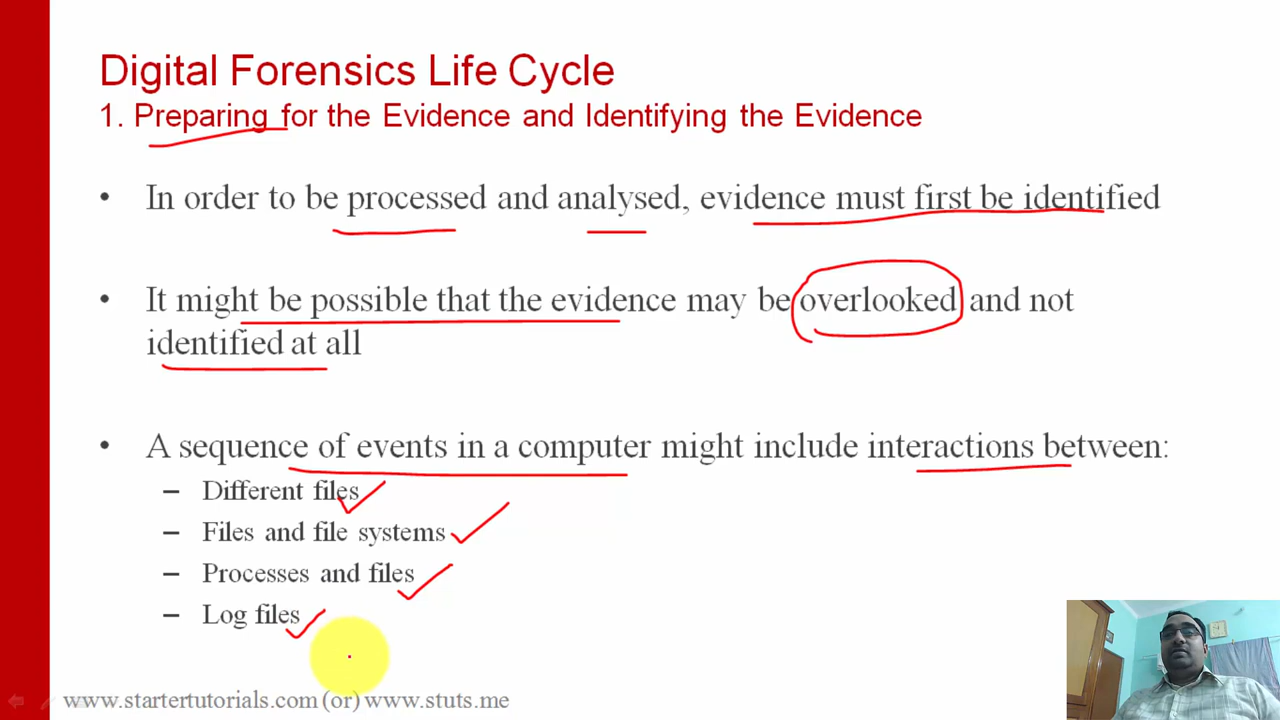 Digital Forensics Life Cycle
1. Preparing for the Evidence and Identifying the Evidence
• In order to be processed and analysed, evidence must first be identified
• It might be possible that the evidence may be overlooked and not
identified at all
• A sequence of events in a computer might include interactions between:
– Different files
– Files and file systems
– Processes and files
– Log files
www.startertutorials.com (or) www.stuts.me